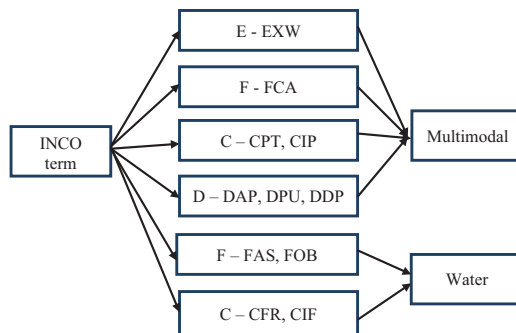 E - EXW
F - FCA
INCO
term
C – CPT, CIP
Multimodal
D – DAP, DPU, DDP
F – FAS, FOB
Water
C – CFR, CIF